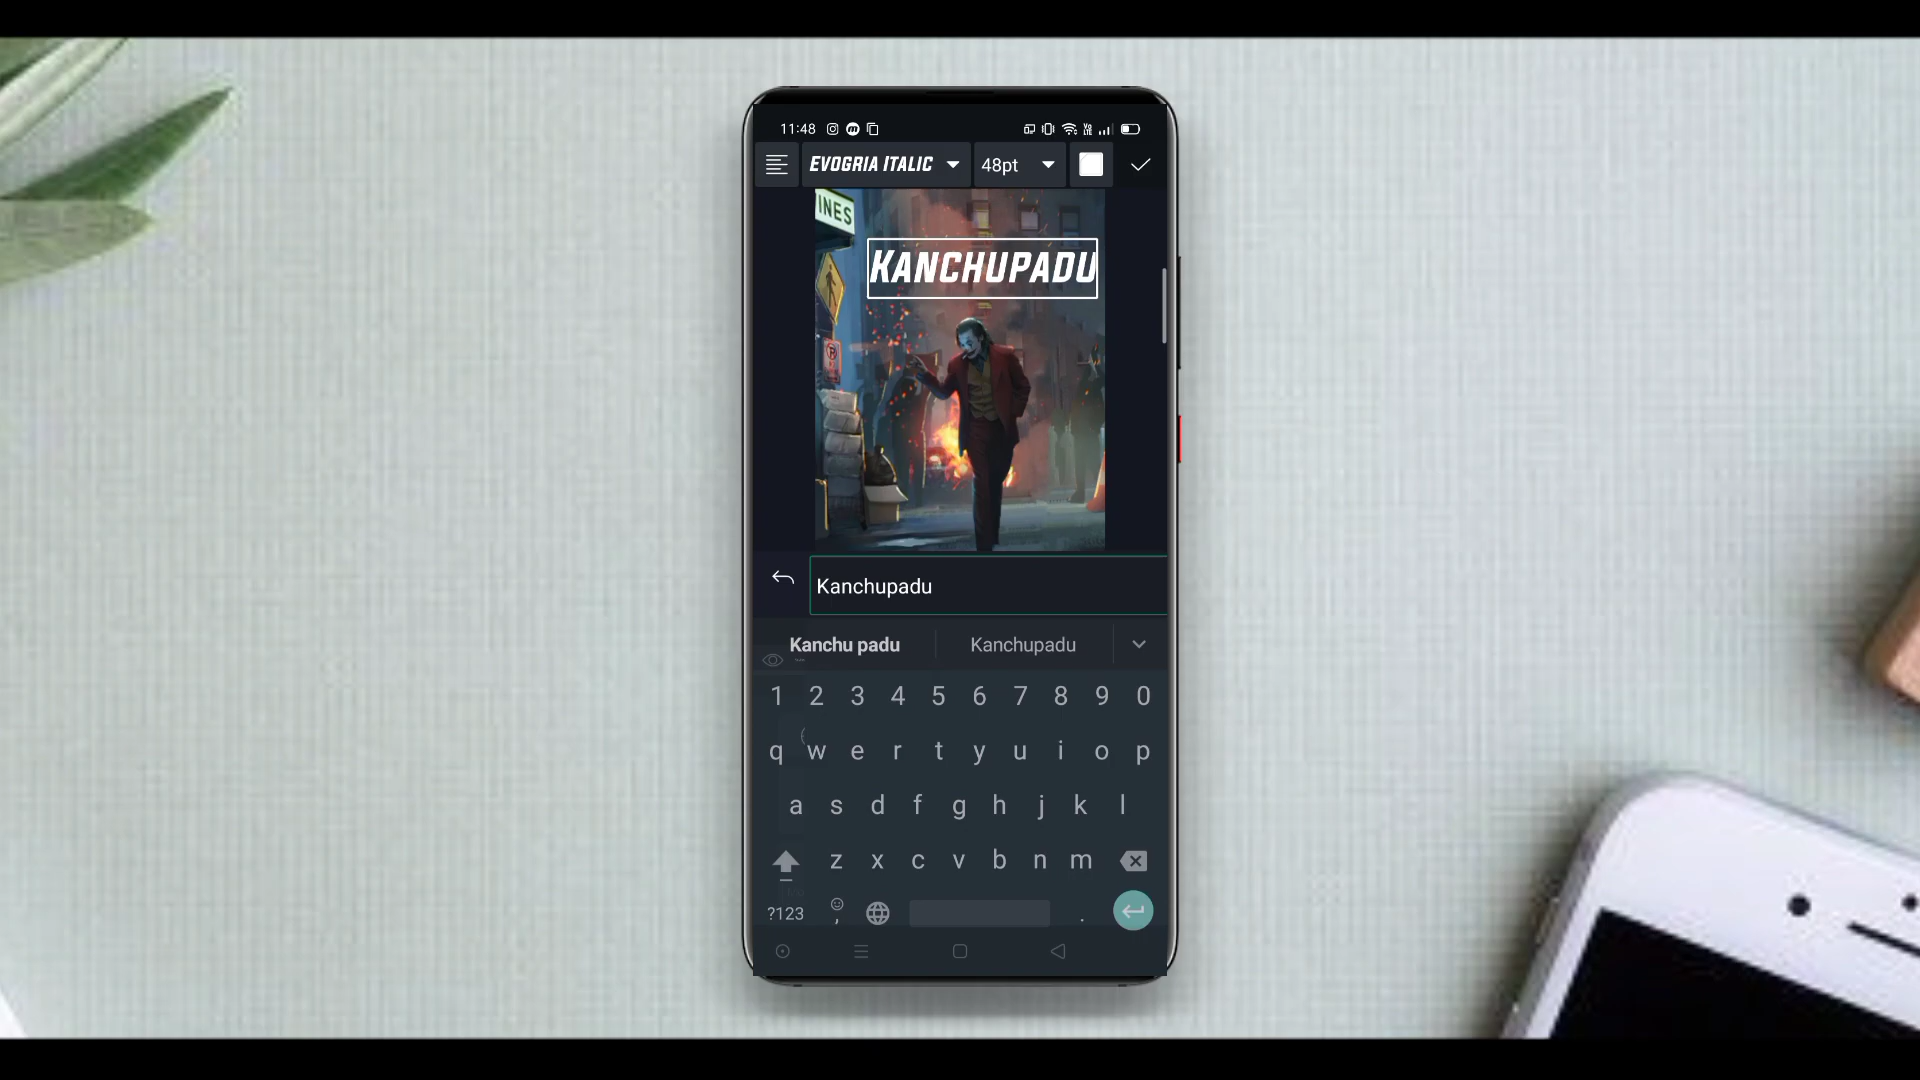 11:48
EVOGRIA ITALIC 48pt
INES
KANCHUPADU
P
Kanchupadu
Kanchu padu Kanchupadu
1 2 3 4 5 6 7 8 9 0
q w e r t y u i o p
a s d f g h j k l
z x c v b n m
?123 , .